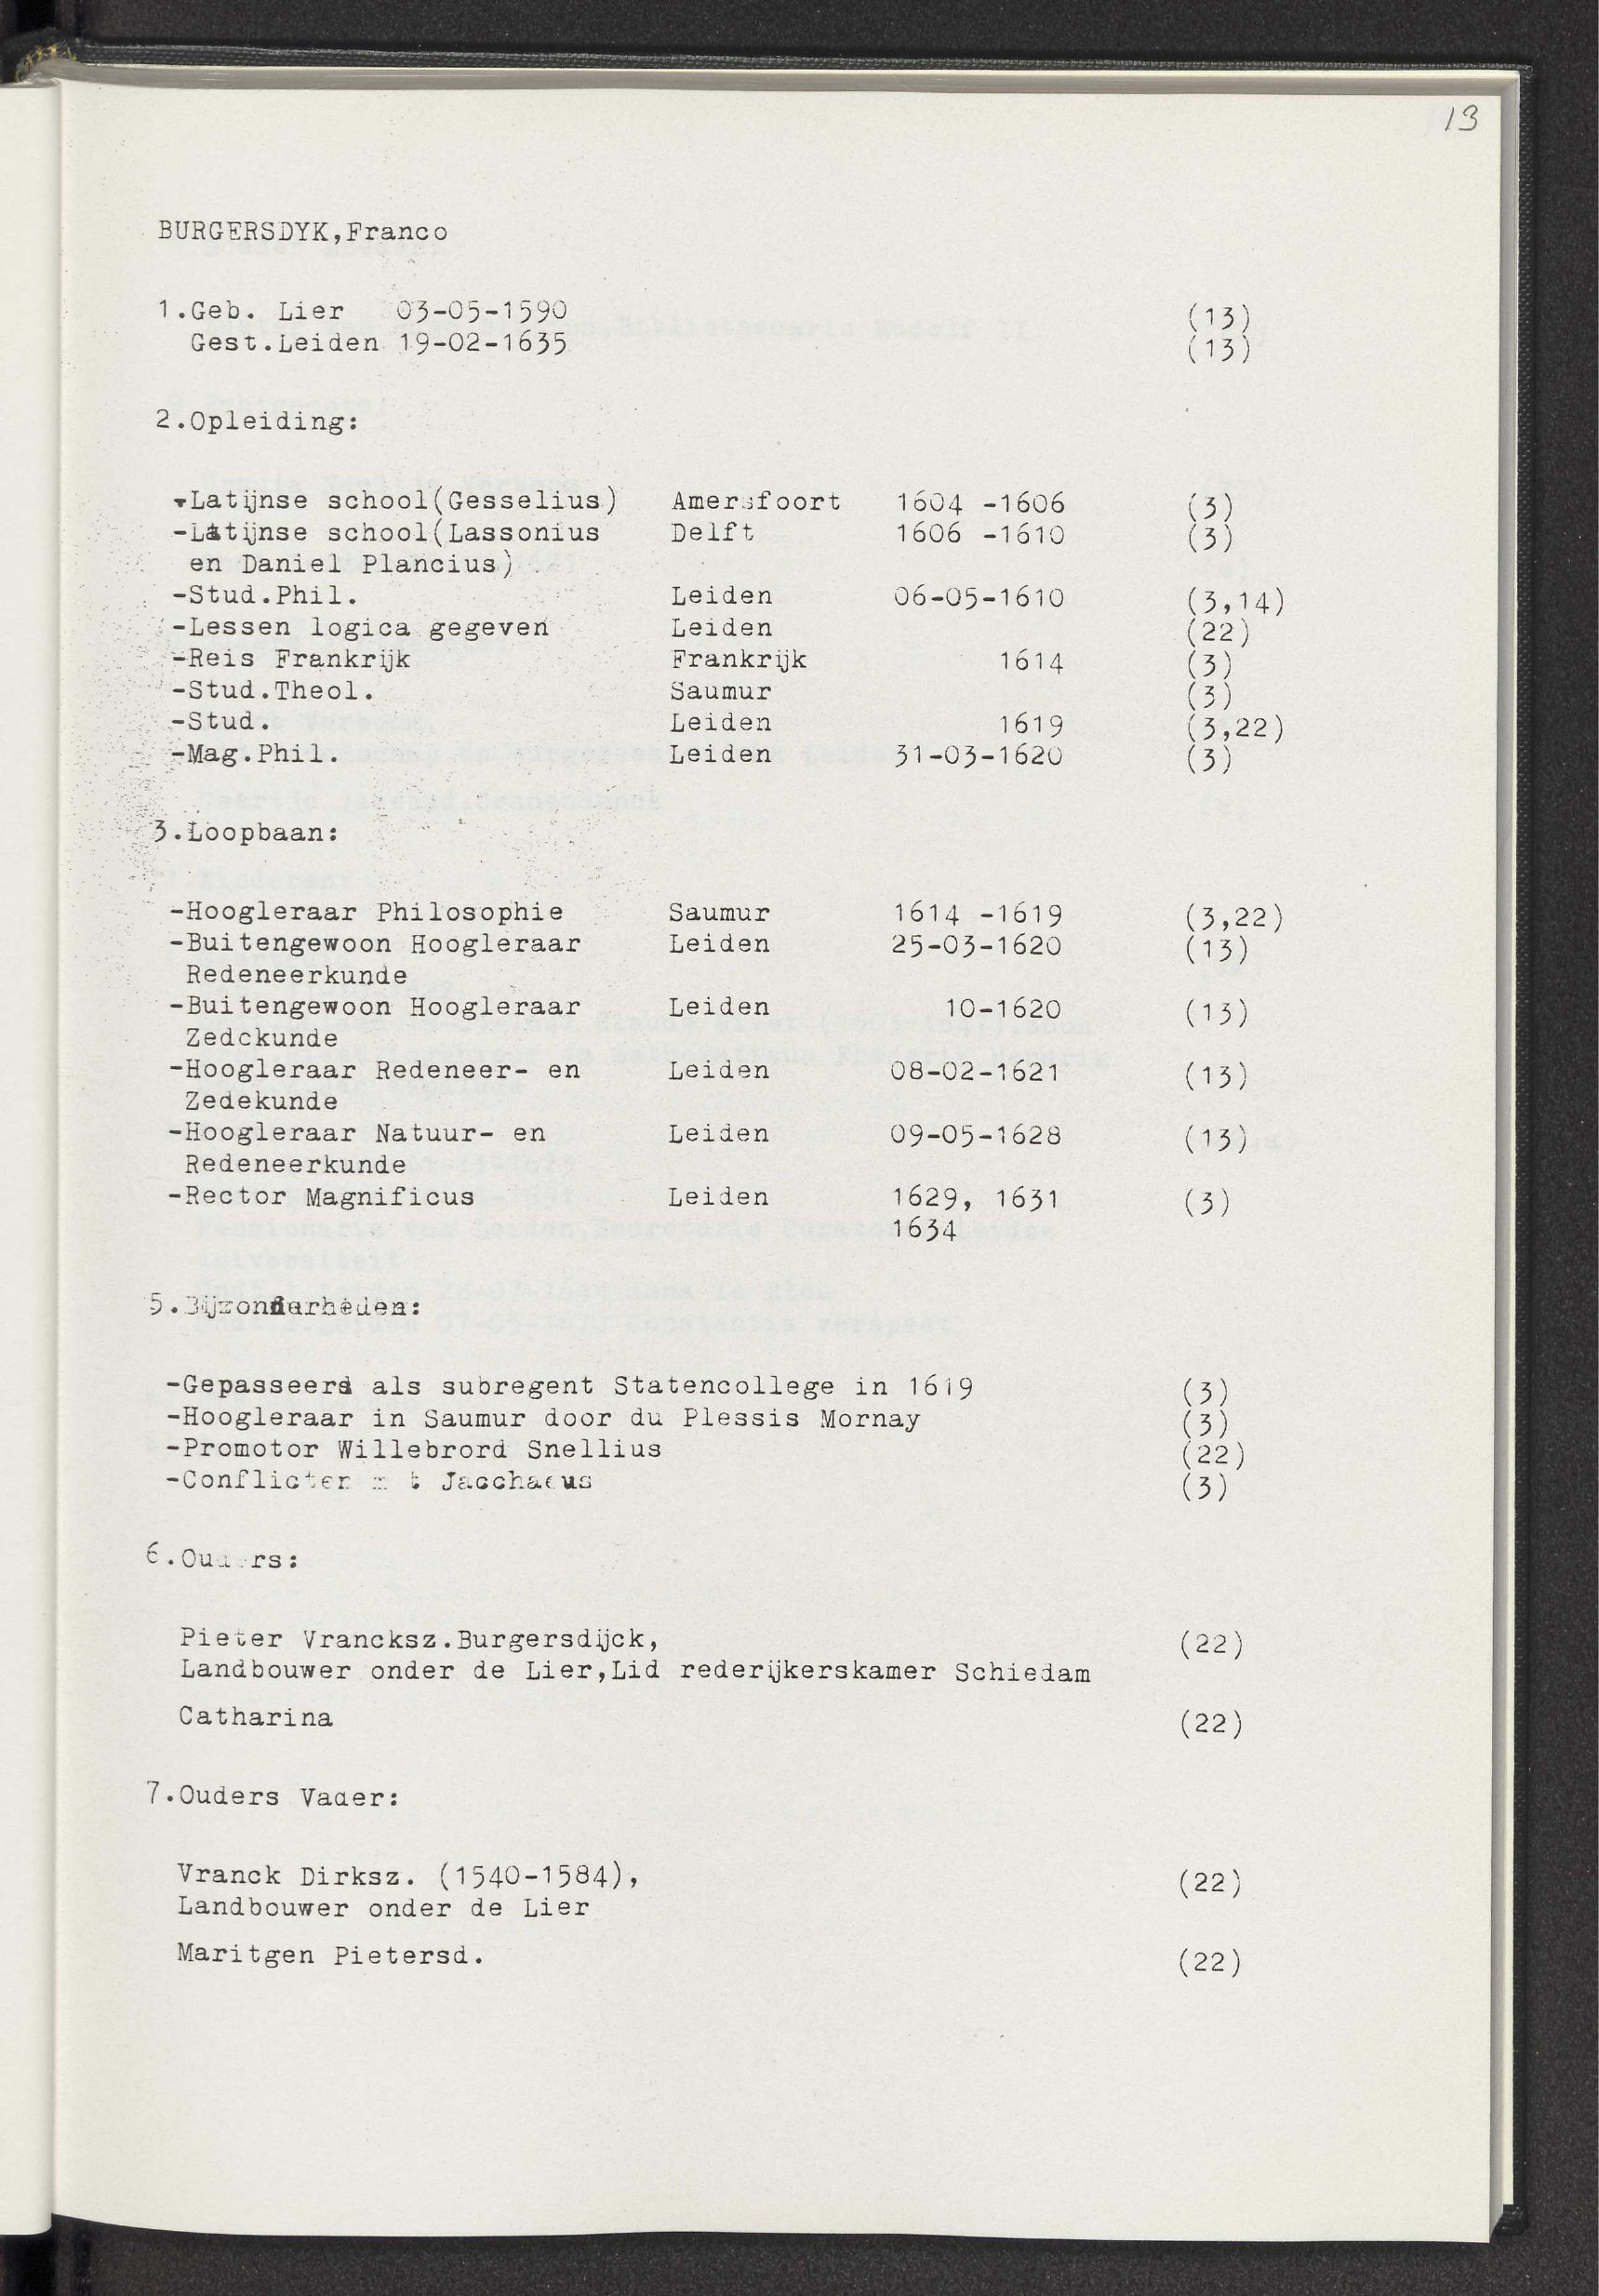 13
BURGERSDYK,Franco
1.Geb. Lier 03-05-1590 (13)
Gest.Leiden 19-02-1635 (13)
2.Opleiding:
-Latijnse school(Gesselius) Amersfoort 1604 -1606 (3)
-Latijnse school(Lassonius Delft 1606 -1610 (3)
en Daniel Plancius)
-Stud.Phil. Leiden 06-05-1610 (3,14)
-Lessen logica gegeven Leiden (22)
-Reis Frankrijk Frankrijk 1614 (3)
-Stud.Theol. Saumur (3)
-Stud. Leiden 1619 (3,22)
-Mag.Phil. Leiden 31-03-1620 (3)
3.Loopbaan:
-Hoogleraar Philosophie Saumur 1614 -1619 (3,22)
-Buitengewoon Hoogleraar Leiden 25-03-1620 (13)
Redeneerkunde
-Buitengewoon Hoogleraar Leiden 10-1620 (13)
Zedekunde
-Hoogleraar Redeneer- en Leiden 08-02-1621 (13)
Zedekunde
-Hoogleraar Natuur- en Leiden 09-05-1628 (13)
Redeneerkunde
-Rector Magnificus Leiden 1629, 1631 (3)
1634
5.Bijzonderheden:
-Gepasseerd als subregent Statencollege in 1619 (3)
-Hoogleraar in Saumur door du Plessis Mornay (3)
-Promotor Willebrord Snellius (22)
-Conflicten met Jacchaeus (3)
6.Ouders:
Pieter Vrancksz.Burgersdijck, (22)
Landbouwer onder de Lier,Lid rederijkerskamer Schiedam
Catharina (22)
7.Ouders Vader:
Vranck Dirksz. (1540-1584), (22)
Landbouwer onder de Lier
Maritgen Pietersd. (22)